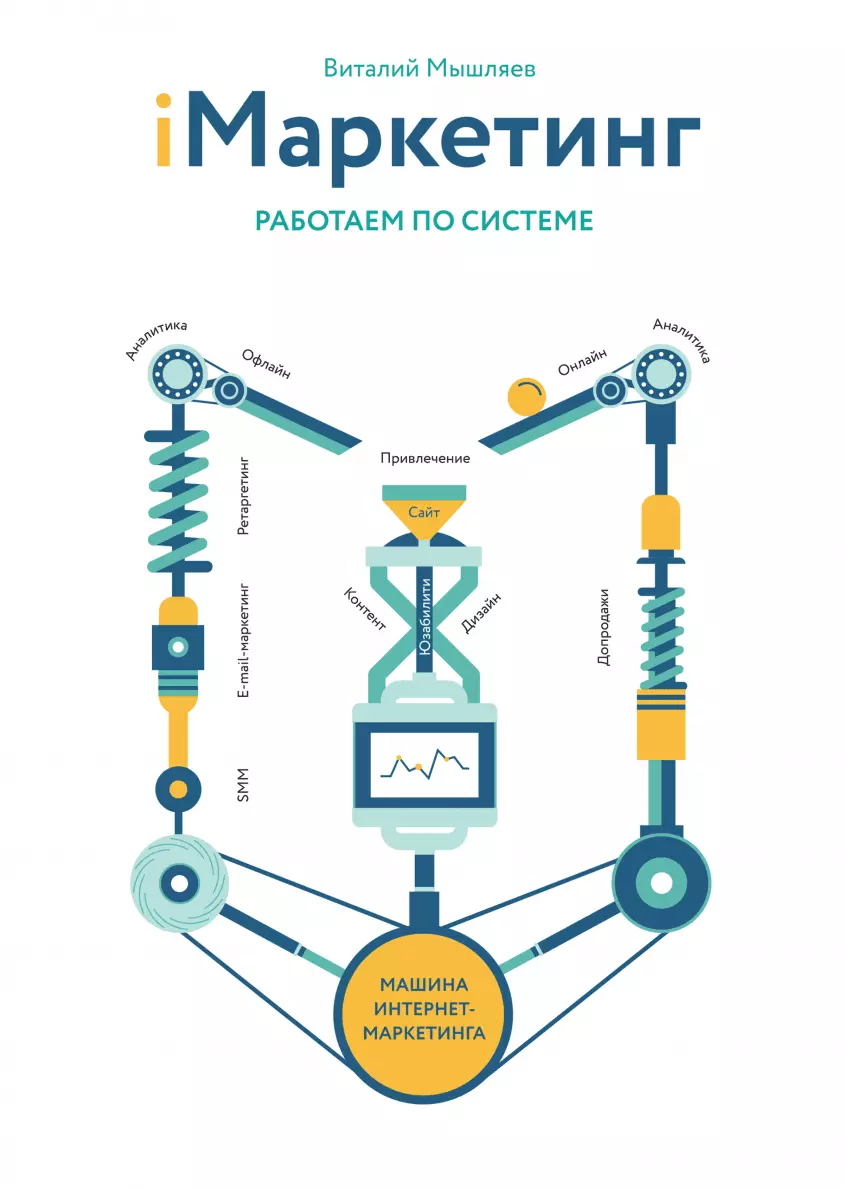 Виталий Мышляев
iМаркетинг
РАБОТАЕМ ПО СИСТЕМЕ
Аналитика
Офлайн
Онлайн
Аналитика
Привлечение
Сайт
Ретаргетинг
Контент
Юзабилити
Дизайн
E-mail-маркетинг
Допродажи
SMM
МАШИНА
ИНТЕРНЕТ-
МАРКЕТИНГА